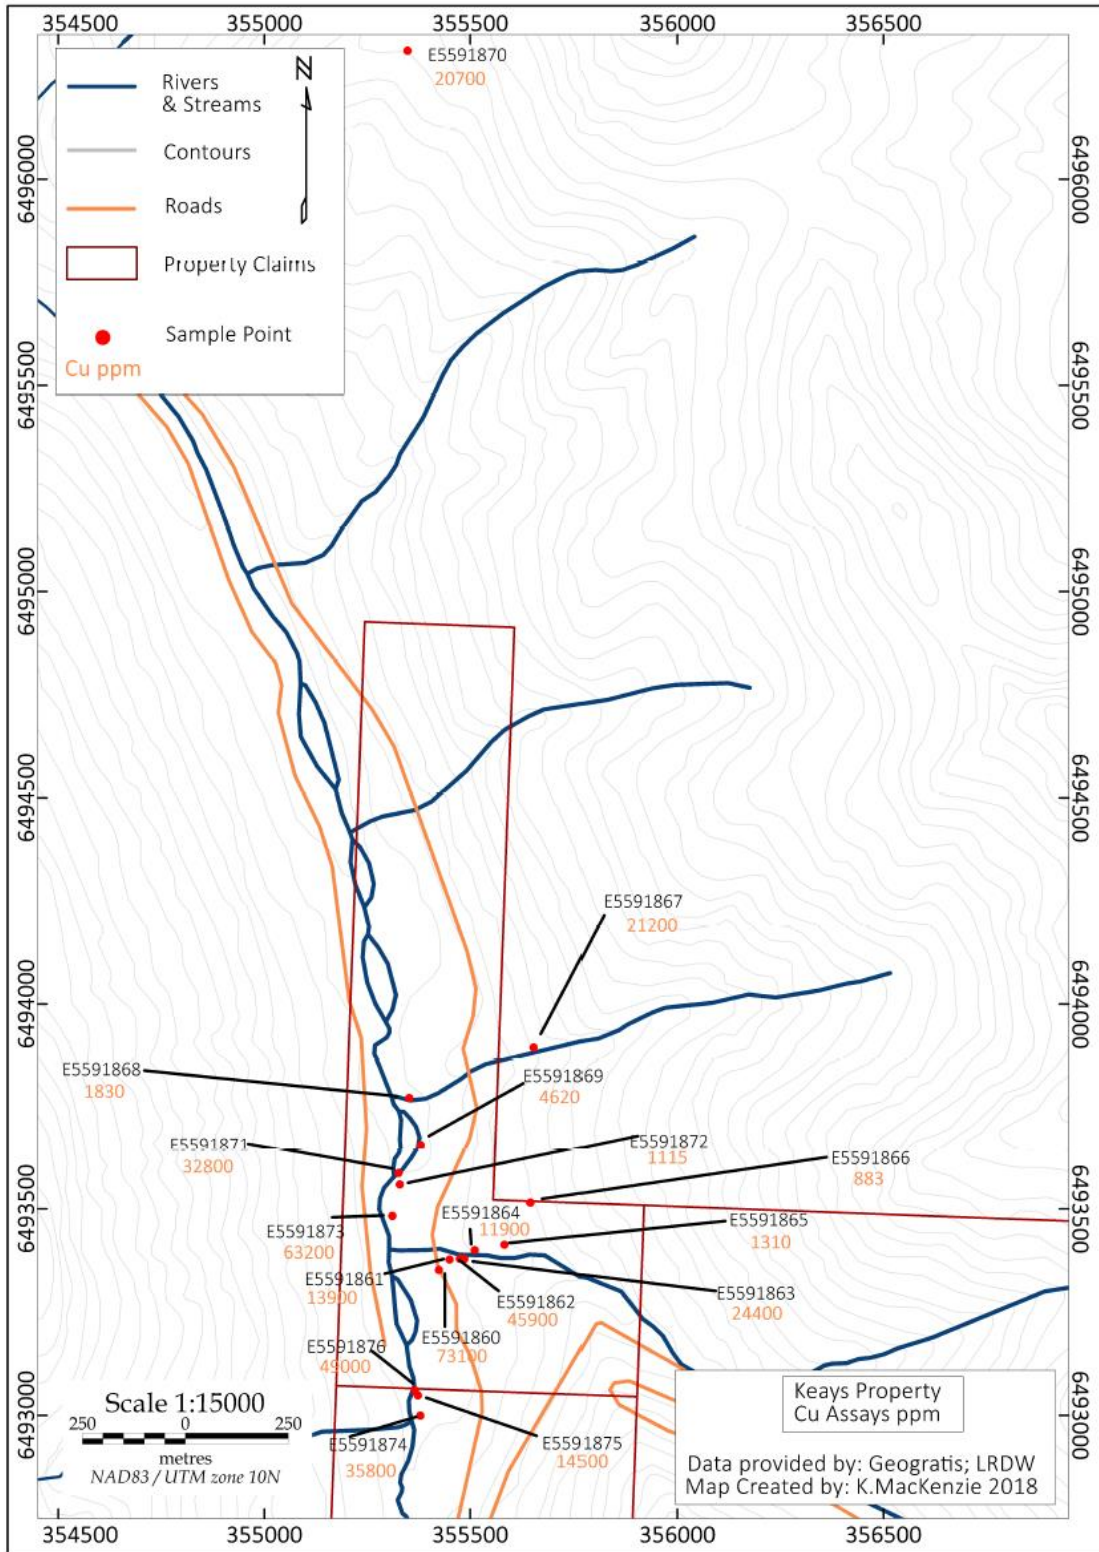 354500 355000 355500 356000 356500
E5591870
20700
N
Rivers
& Streams
Contours
Roads
Property Claims
Sample Point
Cu ppm
6496000
6495500
6495000
6494500
6494000
6493500
6493000
6496000
6495500
6495000
6494500
6494000
6493500
6493000
E5591867
21200
E5591868
1830
E5591869
4620
E5591871
32800
E5591872
1115
E5591866
883
E5591864
11900
E5591865
1310
E5591873
63200
E5591861
13900
E5591862
45900
E5591863
24400
E5591860
73100
E5591876
49000
E5591874
35800
E5591875
14500
Scale 1:15000
250 0 250
metres
NAD83 / UTM zone 10N
Keays Property
Cu Assays ppm
Data provided by: Geogratis; LRDW
Map Created by: K.MacKenzie 2018
354500 355000 355500 356000 356500